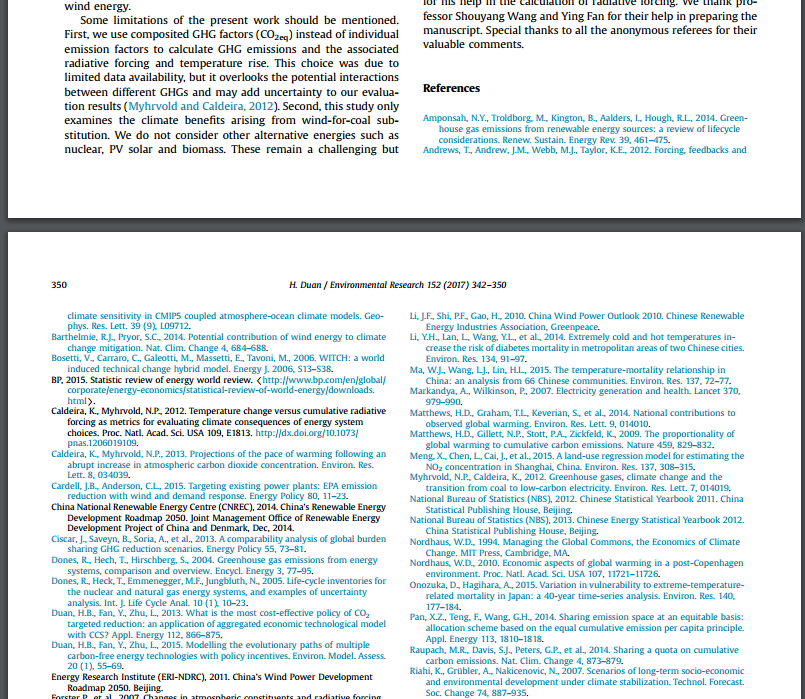 wind energy.
Some limitations of the present work should be mentioned.
First, we use composited GHG factors (CO2eq) instead of individual
emission factors to calculate GHG emissions and the associated
radiative forcing and temperature rise. This choice was due to
limited data availability, but it overlooks the potential interactions
between different GHGs and may add uncertainty to our evalua-
tion results (Myhrvold and Caldeira, 2012). Second, this study only
examines the climate benefits arising from wind-for-coal sub-
stitution. We do not consider other alternative energies such as
nuclear, PV solar and biomass. These remain a challenging but
for his help in the calculation of radiative forcing. We thank pro-
fessor Shouyang Wang and Ying Fan for their help in preparing the
manuscript. Special thanks to all the anonymous referees for their
valuable comments.
References
Amponsah, N.Y., Troldborg, M., Kington, B., Aalders, I., Hough, R.L., 2014. Green-
house gas emissions from renewable energy sources: a review of lifecycle
considerations. Renew. Sustain. Energy Rev. 39, 461–475.
Andrews, T., Andrew, J.M., Webb, M.J., Taylor, K.E., 2012. Forcing, feedbacks and
350
H. Duan / Environmental Research 152 (2017) 342–350
climate sensitivity in CMIP5 coupled atmosphere-ocean climate models. Geo-
phys. Res. Lett. 39 (9), L09712.
Barthelmie, R.J., Pryor, S.C., 2014. Potential contribution of wind energy to climate
change mitigation. Nat. Clim. Change 4, 684–688.
Bosetti, V., Carraro, C., Galeotti, M., Massetti, E., Tavoni, M., 2006. WITCH: a world
induced technical change hybrid model. Energy J. 2006, S13–S38.
BP, 2015. Statistic review of energy world review. 〈http://www.bp.com/en/global/
corporate/energy-economics/statistical-review-of-world-energy/downloads.
html〉.
Caldeira, K., Myhrvold, N.P., 2012. Temperature change versus cumulative radiative
forcing as metrics for evaluating climate consequences of energy system
choices. Proc. Natl. Acad. Sci. USA 109, E1813. http://dx.doi.org/10.1073/
pnas.1206019109.
Caldeira, K., Myhrvold, N.P., 2013. Projections of the pace of warming following an
abrupt increase in atmospheric carbon dioxide concentration. Environ. Res.
Lett. 8, 034039.
Cardell, J.B., Anderson, C.L., 2015. Targeting existing power plants: EPA emission
reduction with wind and demand response. Energy Policy 80, 11–23.
China National Renewable Energy Centre (CNREC), 2014. China's Renewable Energy
Development Roadmap 2050. Joint Management Office of Renewable Energy
Development Project of China and Denmark, Dec, 2014.
Ciscar, J., Saveyn, B., Soria, A., et al., 2013. A comparability analysis of global burden
sharing GHG reduction scenarios. Energy Policy 55, 73–81.
Dones, R., Hech, T., Hirschberg, S., 2004. Greenhouse gas emissions from energy
systems, comparison and overview. Encycl. Energy 3, 77–95.
Dones, R., Heck, T., Emmenegger, M.F., Jungbluth, N., 2005. Life-cycle inventories for
the nuclear and natural gas energy systems, and examples of uncertainty
analysis. Int. J. Life Cycle Anal. 10 (1), 10–23.
Duan, H.B., Fan, Y., Zhu, L., 2013. What is the most cost-effective policy of CO2
targeted reduction: an application of aggregated economic technological model
with CCS? Appl. Energy 112, 866–875.
Duan, H.B., Fan, Y., Zhu, L., 2015. Modelling the evolutionary paths of multiple
carbon-free energy technologies with policy incentives. Environ. Model. Assess.
20 (1), 55–69.
Energy Research Institute (ERI-NDRC), 2011. China's Wind Power Development
Roadmap 2050. Beijing.
Forster, P., et al., 2007. Changes in atmospheric constituents and radiative forcing.
Li, J.F., Shi, P.F., Gao, H., 2010. China Wind Power Outlook 2010. Chinese Renewable
Energy Industries Association, Greenpeace.
Li, Y.H., Lan, L., Wang, Y.L., et al., 2014. Extremely cold and hot temperatures in-
crease the risk of diabetes mortality in metropolitan areas of two Chinese cities.
Environ. Res. 134, 91–97.
Ma, W.J., Wang, L.J., Lin, H.L., 2015. The temperature-mortality relationship in
China: an analysis from 66 Chinese communities. Environ. Res. 137, 72–77.
Markandya, A., Wilkinson, P., 2007. Electricity generation and health. Lancet 370,
979–990.
Matthews, H.D., Graham, T.L., Keverian, S., et al., 2014. National contributions to
observed global warming. Environ. Res. Lett. 9, 014010.
Matthews, H.D., Gillett, N.P., Stott, P.A., Zickfeld, K., 2009. The proportionality of
global warming to cumulative carbon emissions. Nature 459, 829–832.
Meng, X., Chen, L., Cai, J., et al., 2015. A land-use regression model for estimating the
NO2 concentration in Shanghai, China. Environ. Res. 137, 308–315.
Myhrvold, N.P., Caldeira, K., 2012. Greenhouse gases, climate change and the
transition from coal to low-carbon electricity. Environ. Res. Lett. 7, 014019.
National Bureau of Statistics (NBS), 2012. Chinese Statistical Yearbook 2011. China
Statistical Publishing House, Beijing.
National Bureau of Statistics (NBS), 2013. Chinese Energy Statistical Yearbook 2012.
China Statistical Publishing House, Beijing.
Nordhaus, W.D., 1994. Managing the Global Commons, the Economics of Climate
Change. MIT Press, Cambridge, MA.
Nordhaus, W.D., 2010. Economic aspects of global warming in a post-Copenhagen
environment. Proc. Natl. Acad. Sci. USA 107, 11721–11726.
Onozuka, D., Hagihara, A., 2015. Variation in vulnerability to extreme-temperature-
related mortality in Japan: a 40-year time-series analysis. Environ. Res. 140,
177–184.
Pan, X.Z., Teng, F., Wang, G.H., 2014. Sharing emission space at an equitable basis:
allocation scheme based on the equal cumulative emission per capita principle.
Appl. Energy 113, 1810–1818.
Raupach, M.R., Davis, S.J., Peters, G.P., et al., 2014. Sharing a quota on cumulative
carbon emissions. Nat. Clim. Change 4, 873–879.
Riahi, K., Grübler, A., Nakicenovic, N., 2007. Scenarios of long-term socio-economic
and environmental development under climate stabilization. Technol. Forecast.
Soc. Change 74, 887–935.